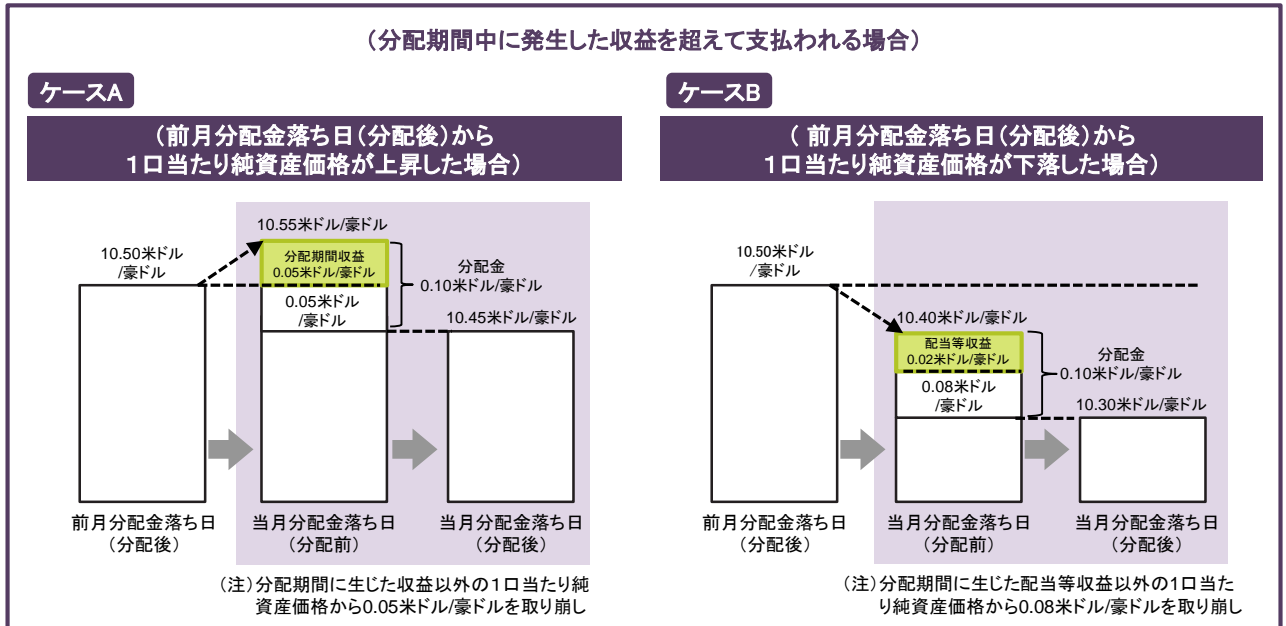 （分配期間中に発生した収益を超えて支払われる場合）
ケースA
（前月分配金落ち日（分配後）から
１口当たり純資産価格が上昇した場合）
10.50米ドル
/豪ドル
10.55米ドル/豪ドル
分配期間収益
0.05米ドル/豪ドル
0.05米ドル
/豪ドル
分配金
0.10米ドル/豪ドル
10.45米ドル/豪ドル
前月分配金落ち日
（分配後）
当月分配金落ち日
（分配前）
当月分配金落ち日
（分配後）
（注）分配期間に生じた収益以外の１口当たり純
資産価格から0.05米ドル/豪ドルを取り崩し
ケースB
（ 前月分配金落ち日（分配後）から
１口当たり純資産価格が下落した場合）
10.50米ドル
／豪ドル
10.40米ドル/豪ドル
配当等収益
0.02米ドル/豪ドル
0.08米ドル
/豪ドル
分配金
0.10米ドル/豪ドル
10.30米ドル/豪ドル
前月分配金落ち日
（分配後）
当月分配金落ち日
（分配前）
当月分配金落ち日
（分配後）
（注）分配期間に生じた配当等収益以外の１口当た
り純資産価格から0.08米ドル/豪ドルを取り崩し